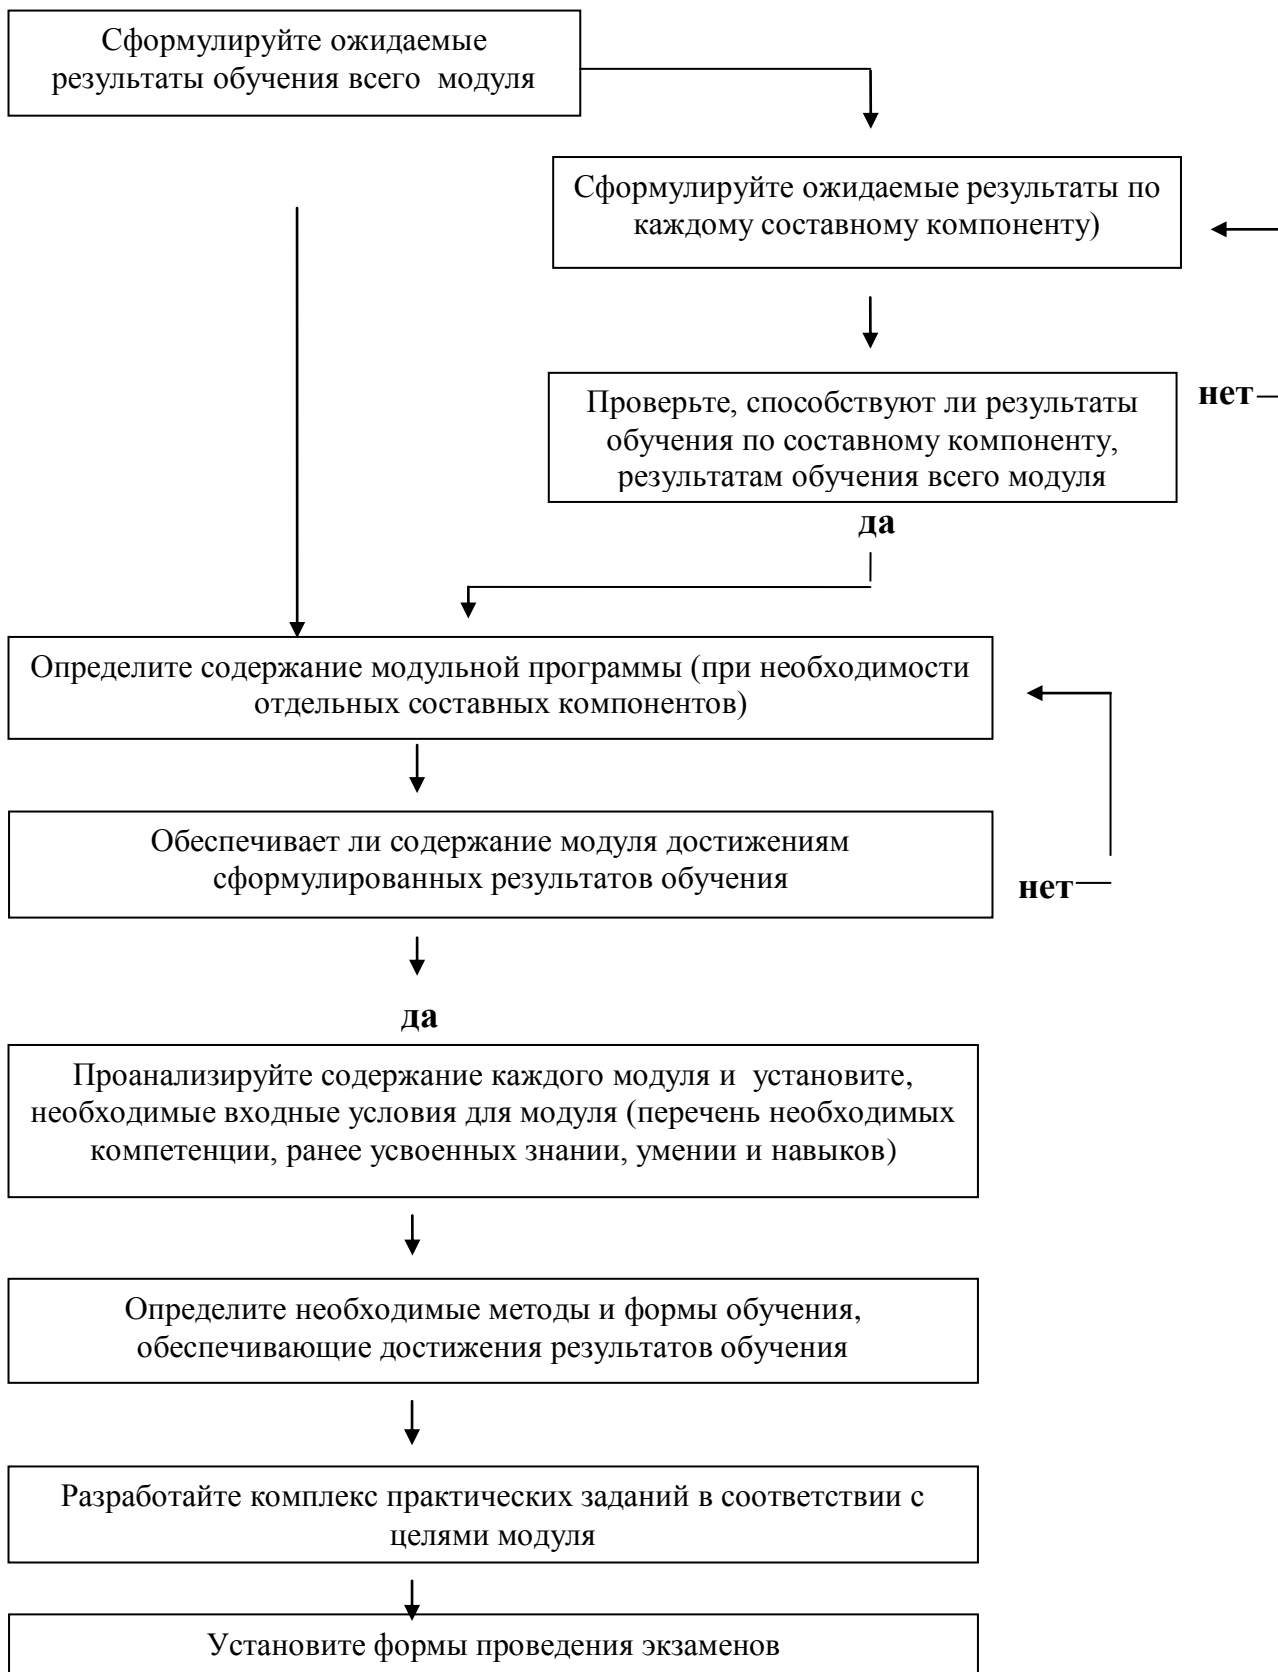 Сформулируйте ожидаемые
результаты обучения всего модуля
Сформулируйте ожидаемые результаты по
каждому составному компоненту)
Проверьте, способствуют ли результаты
обучения по составному компоненту,
результатам обучения всего модуля
нет
да
Определите содержание модульной программы (при необходимости
отдельных составных компонентов)
Обеспечивает ли содержание модуля достижениям
сформулированных результатов обучения
нет
да
Проанализируйте содержание каждого модуля и установите,
необходимые входные условия для модуля (перечень необходимых
компетенции, ранее усвоенных знании, умении и навыков)
Определите необходимые методы и формы обучения,
обеспечивающие достижения результатов обучения
Разработайте комплекс практических заданий в соответствии с
целями модуля
Установите формы проведения экзаменов